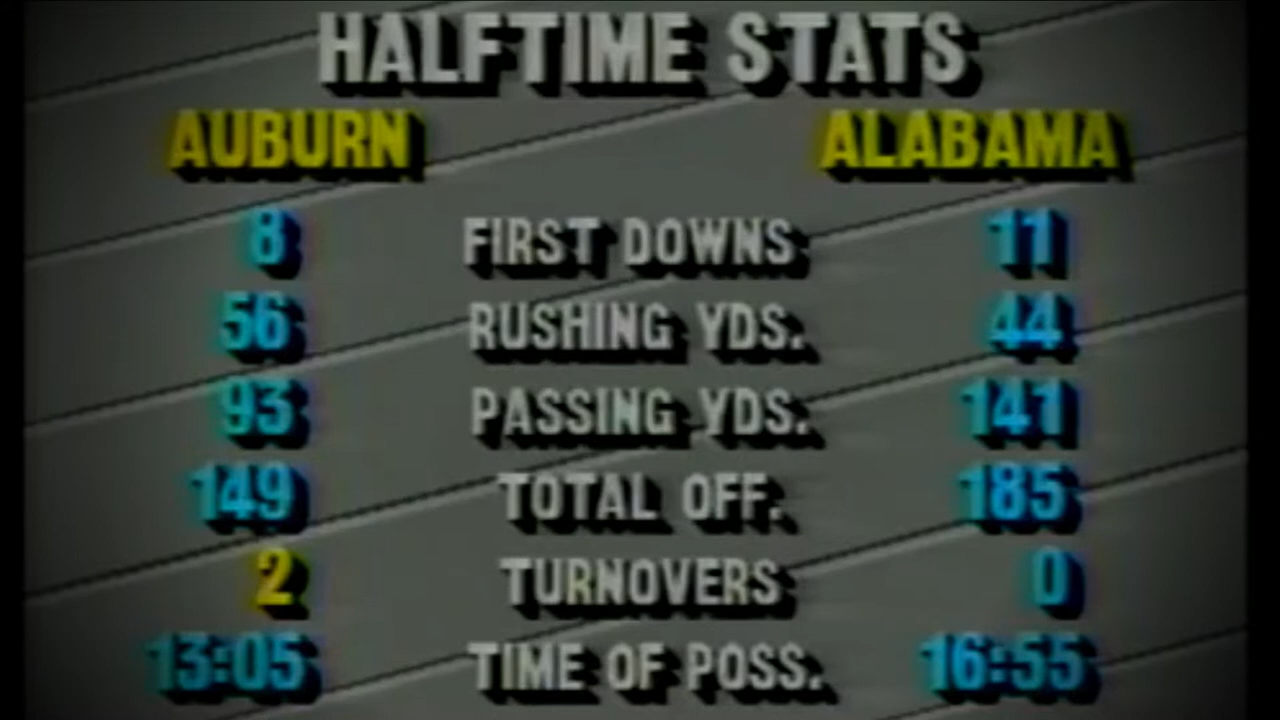 HALFTIME STATS
AUBURN ALABAMA
8 FIRST DOWNS 11
56 RUSHING YDS. 44
93 PASSING YDS. 141
149 TOTAL OFF. 185
2 TURNOVERS 0
13:05 TIME OF POSS. 16:55